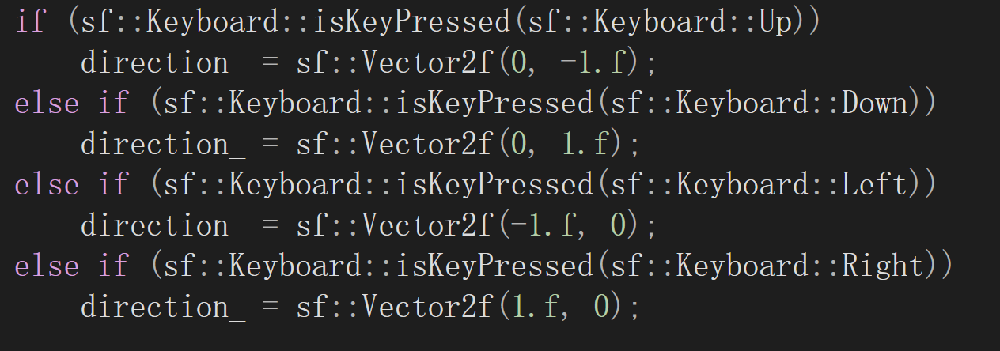 if (sf::Keyboard::isKeyPressed(sf::Keyboard::Up))
    direction_ = sf::Vector2f(0, -1.f);
else if (sf::Keyboard::isKeyPressed(sf::Keyboard::Down))
    direction_ = sf::Vector2f(0, 1.f);
else if (sf::Keyboard::isKeyPressed(sf::Keyboard::Left))
    direction_ = sf::Vector2f(-1.f, 0);
else if (sf::Keyboard::isKeyPressed(sf::Keyboard::Right))
    direction_ = sf::Vector2f(1.f, 0);